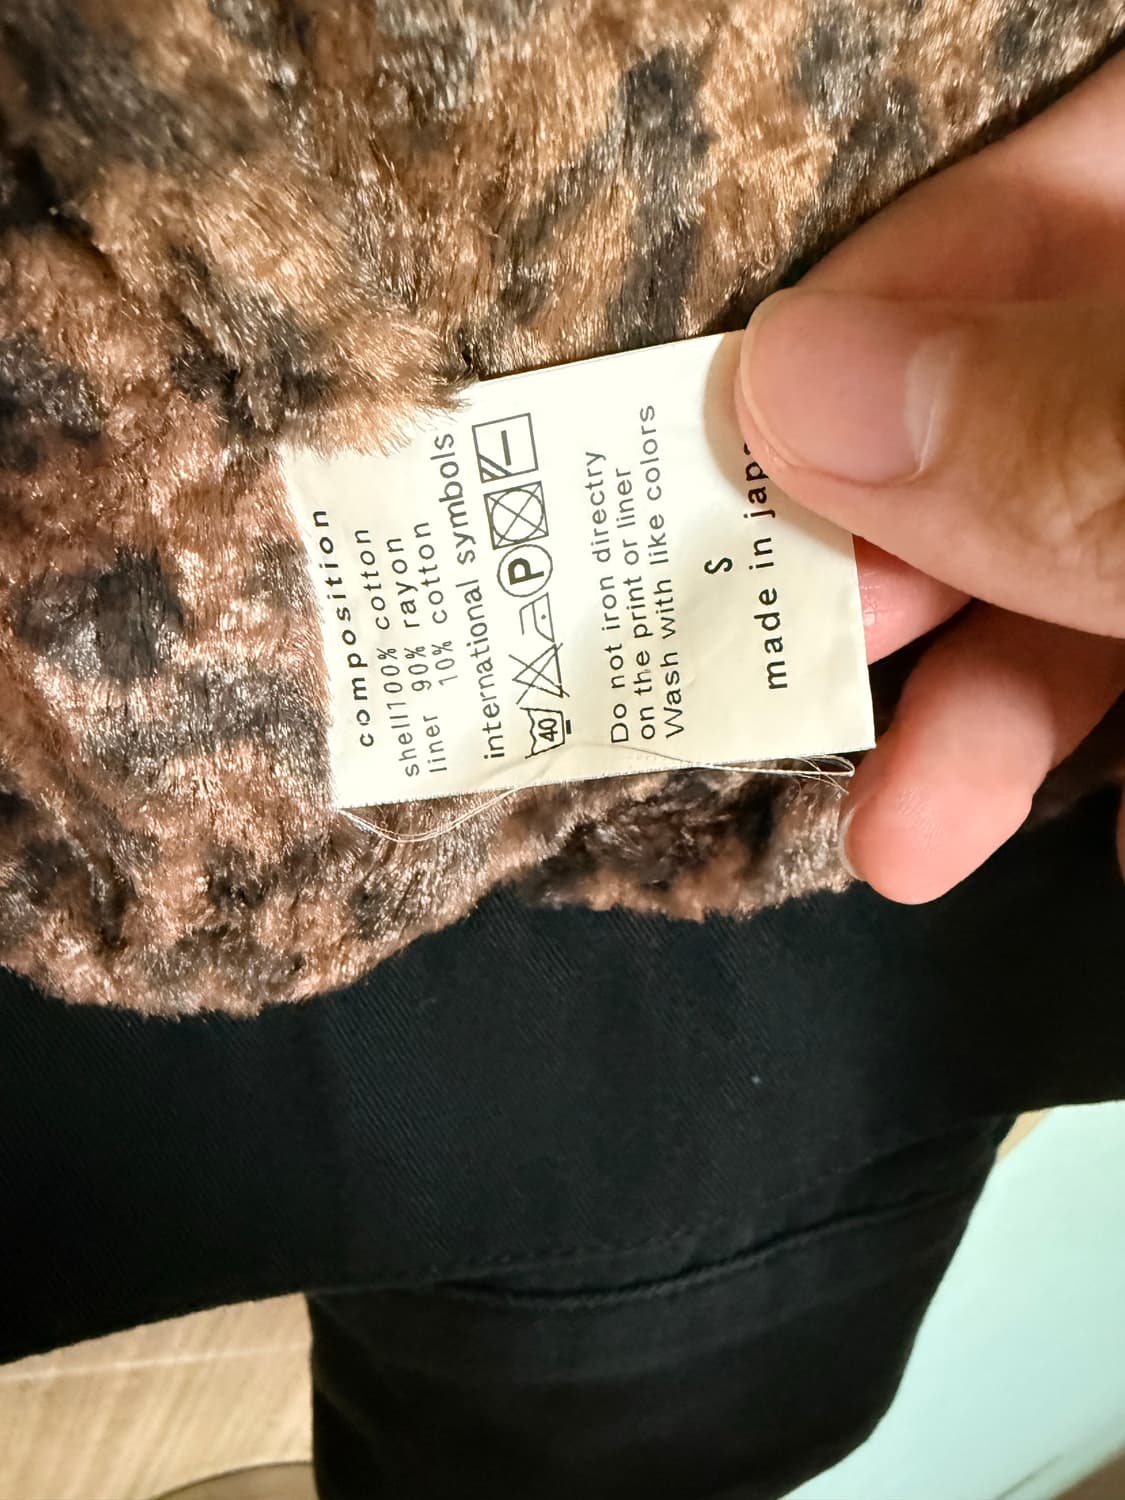 composition
shell100% cotton
liner 90% rayon
10% cotton
international symbols
40 P
Do not iron directry
on the print or liner
Wash with like colors
S
made in